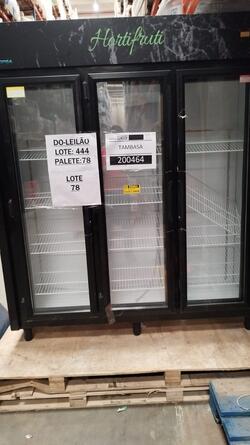 Hortifruti
DO-LEILÃO
LOTE: 444
PALETE:78
LOTE
78
TAMBASA
200464